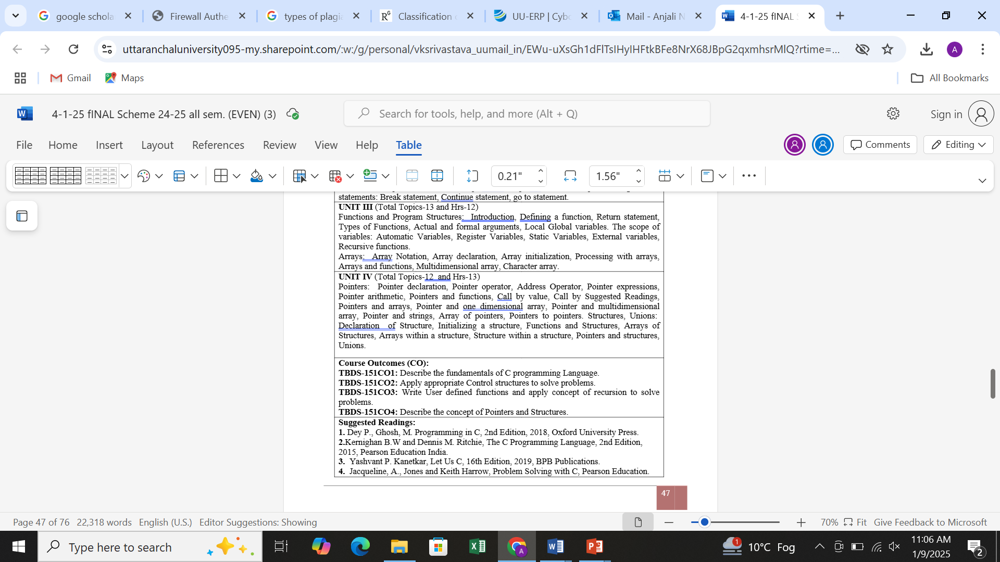 google schola
Firewall Authe
types of plagia
Classification o
UU-ERP | Cybe
Mail - Anjali N
4-1-25 fINAL S
uttaranchaluniversity095-my.sharepoint.com/:w:/g/personal/vksrivastava_uumail_in/EWu-uXsGh1dFlTsIHyIHFtkBFe8NrX68JBpG2qxmhsrMlQ?rtime=...
A
Gmail
Maps
All Bookmarks
4-1-25 fINAL Scheme 24-25 all sem. (EVEN) (3)
Search for tools, help, and more (Alt + Q)
Sign in
File Home Insert Layout References Review View Help Table
Comments
Editing
0.21"
1.56"
statements: Break statement, Continue statement, go to statement.
UNIT III (Total Topics-13 and Hrs-12)
Functions and Program Structures:  Introduction, Defining a function, Return statement,
Types of Functions, Actual and formal arguments, Local Global variables. The scope of
variables: Automatic Variables, Register Variables, Static Variables, External variables,
Recursive functions.
Arrays:  Array Notation, Array declaration, Array initialization, Processing with arrays,
Arrays and functions, Multidimensional array, Character array.
UNIT IV (Total Topics-12  and Hrs-13)
Pointers:  Pointer declaration, Pointer operator, Address Operator, Pointer expressions,
Pointer arithmetic, Pointers and functions, Call by value, Call by Suggested Readings,
Pointers and arrays, Pointer and one dimensional array, Pointer and multidimensional
array, Pointer and strings, Array of pointers, Pointers to pointers. Structures, Unions:
Declaration  of Structure, Initializing a structure, Functions and Structures, Arrays of
Structures, Arrays within a structure, Structure within a structure, Pointers and structures,
Unions.
Course Outcomes (CO):
TBDS-151CO1: Describe the fundamentals of C programming Language.
TBDS-151CO2: Apply appropriate Control structures to solve problems.
TBDS-151CO3: Write User defined functions and apply concept of recursion to solve
problems.
TBDS-151CO4: Describe the concept of Pointers and Structures.
Suggested Readings:
1. Dey P., Ghosh, M. Programming in C, 2nd Edition, 2018, Oxford University Press.
2.Kernighan B.W and Dennis M. Ritchie, The C Programming Language, 2nd Edition,
2015, Pearson Education India.
3.  Yashvant P. Kanetkar, Let Us C, 16th Edition, 2019, BPB Publications.
4.  Jacqueline, A., Jones and Keith Harrow, Problem Solving with C, Pearson Education.
47
Page 47 of 76 22,318 words English (U.S.) Editor Suggestions: Showing
70% Fit Give Feedback to Microsoft
Type here to search
1
10°C Fog
11:06 AM
1/9/2025
2